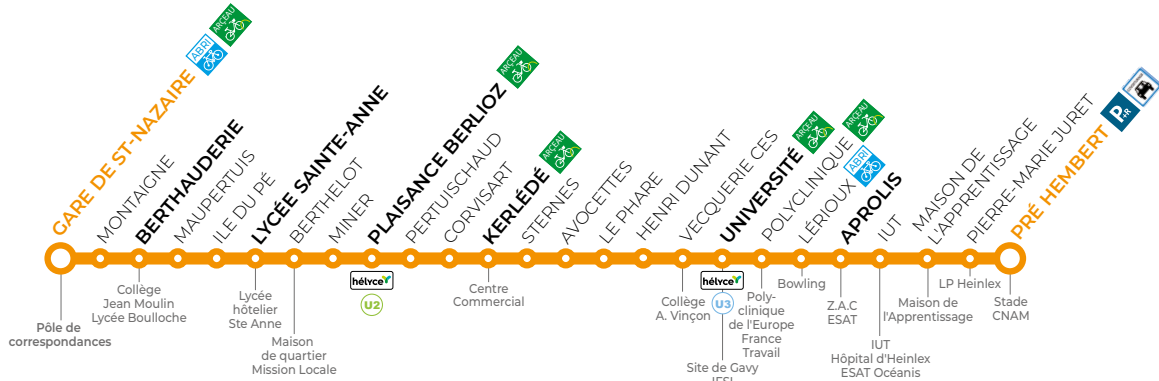 GARE DE ST-NAZAIRE
ABRI
ARCEAU
MONTAIGNE
BERTHAUDERIE
MAUPERTUIS
ILE DU PÉ
LYCÉE SAINTE-ANNE
BERTHELOT
MINER
PLAISANCE BERLIOZ
ARCEAU
PERTUISCHAUD
CORVISART
KERLÉDÉ
ARCEAU
STERNES
AVOCETTES
LE PHARE
HENRI DUNANT
VECQUERIE CES
UNIVERSITÉ
ARCEAU
POLYCLINIQUE
ARCEAU
LÉRIOUX
ABRI
APROLIS
IUT
MAISON DE
L'APPRENTISSAGE
PIERRE-MARIE JURET
PRÉ HEMBERT
P+R
Pôle de
correspondances
Collège
Jean Moulin
Lycée Boulloche
Lycée
hôtelier
Ste Anne
Maison
de quartier
Mission Locale
hélyce
U2
Centre
Commercial
Collège
A. Vinçon
hélyce
U3
Site de Gavy
IFSI
Poly-
clinique
de l'Europe
France
Travail
Bowling
Z.A.C
ESAT
IUT
Hôpital d'Heinlex
ESAT Océanis
Maison de
l'Apprentissage
LP Heinlex
Stade
CNAM